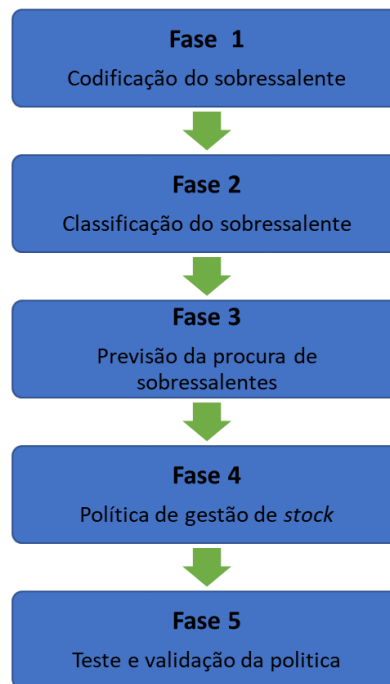 Fase 1
Codificação do sobressalente
Fase 2
Classificação do sobressalente
Fase 3
Previsão da procura de
sobressalentes
Fase 4
Política de gestão de stock
Fase 5
Teste e validação da politica